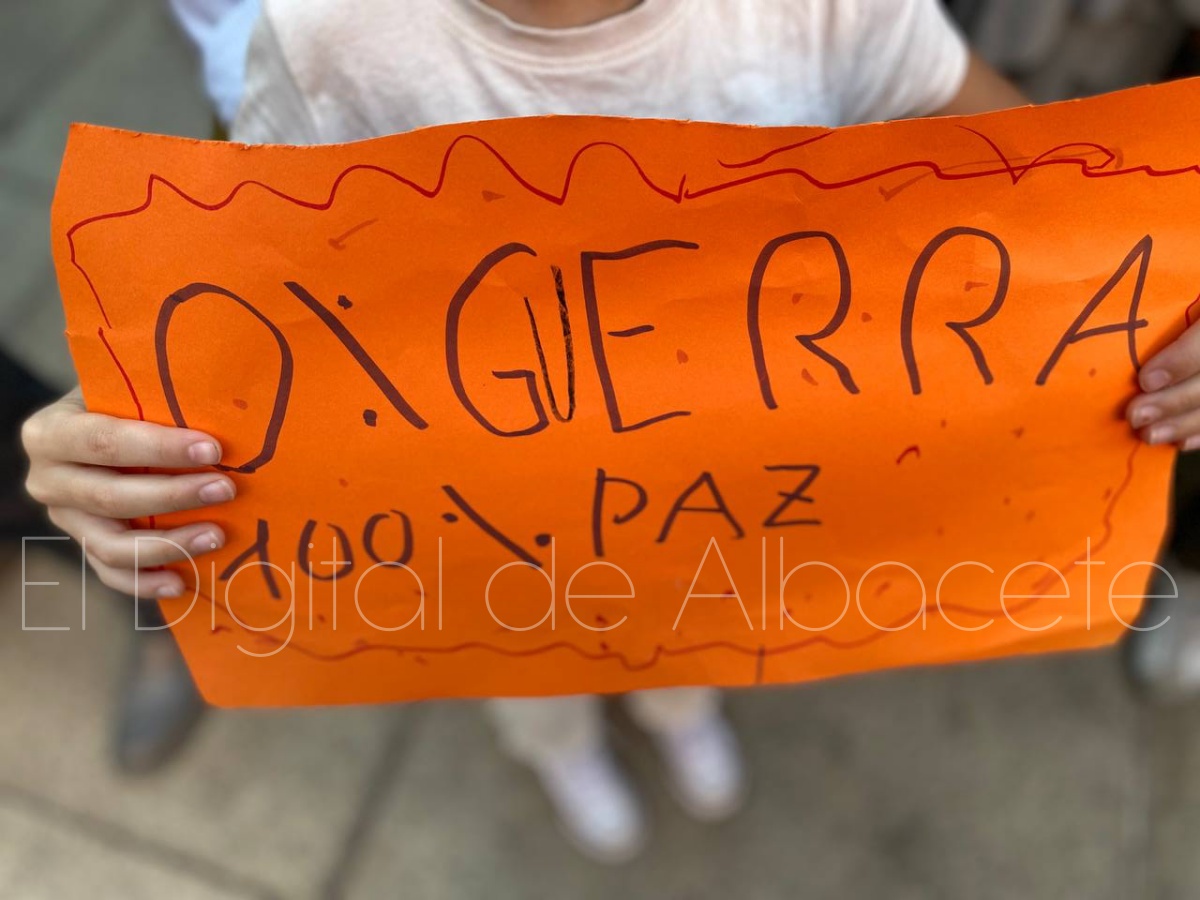 0% GUERRA
100% PAZ
El Digital de Albacete